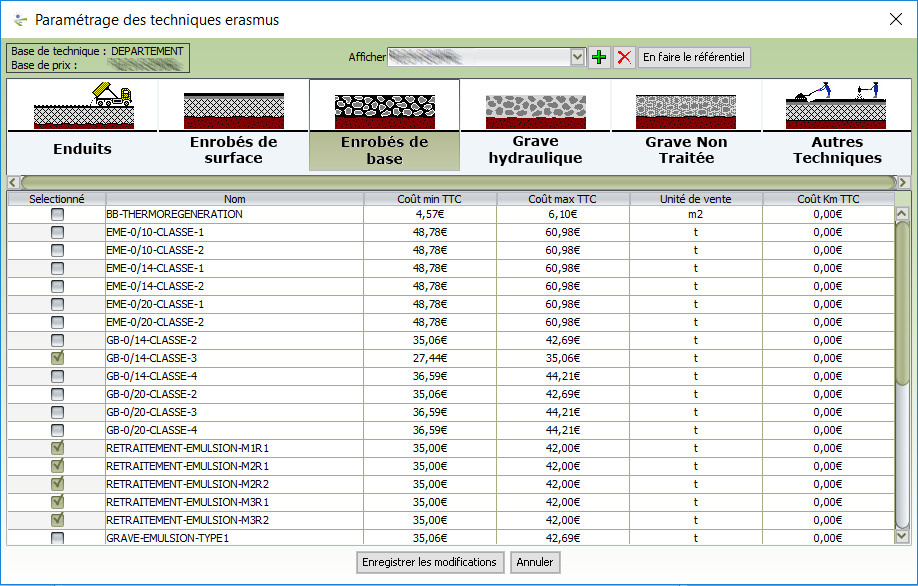 Paramétrage des techniques erasmus
Base de technique : DEPARTEMENT
Base de prix :
Afficher
En faire le référentiel
Enduits
Enrobés de surface
Enrobés de base
Grave hydraulique
Grave Non Traitée
Autres Techniques
Selectionné Nom Coût min TTC Coût max TTC Unité de vente Coût Km TTC
BB-THERMOREGENERATION 4,57€ 6,10€ m2 0,00€
EME-0/10-CLASSE-1 48,78€ 60,98€ t 0,00€
EME-0/10-CLASSE-2 48,78€ 60,98€ t 0,00€
EME-0/14-CLASSE-1 48,78€ 60,98€ t 0,00€
EME-0/14-CLASSE-2 48,78€ 60,98€ t 0,00€
EME-0/20-CLASSE-1 48,78€ 60,98€ t 0,00€
EME-0/20-CLASSE-2 48,78€ 60,98€ t 0,00€
GB-0/14-CLASSE-2 35,06€ 42,69€ t 0,00€
GB-0/14-CLASSE-3 27,44€ 35,06€ t 0,00€
GB-0/14-CLASSE-4 36,59€ 44,21€ t 0,00€
GB-0/20-CLASSE-2 35,06€ 42,69€ t 0,00€
GB-0/20-CLASSE-3 36,59€ 44,21€ t 0,00€
GB-0/20-CLASSE-4 36,59€ 44,21€ t 0,00€
RETRAITEMENT-EMULSION-M1R1 35,00€ 42,00€ t 0,00€
RETRAITEMENT-EMULSION-M2R1 35,00€ 42,00€ t 0,00€
RETRAITEMENT-EMULSION-M2R2 35,00€ 42,00€ t 0,00€
RETRAITEMENT-EMULSION-M3R1 35,00€ 42,00€ t 0,00€
RETRAITEMENT-EMULSION-M3R2 35,00€ 42,00€ t 0,00€
GRAVE-EMULSION-TYPE1 35,06€ 42,69€ t 0,00€
Enregistrer les modifications
Annuler